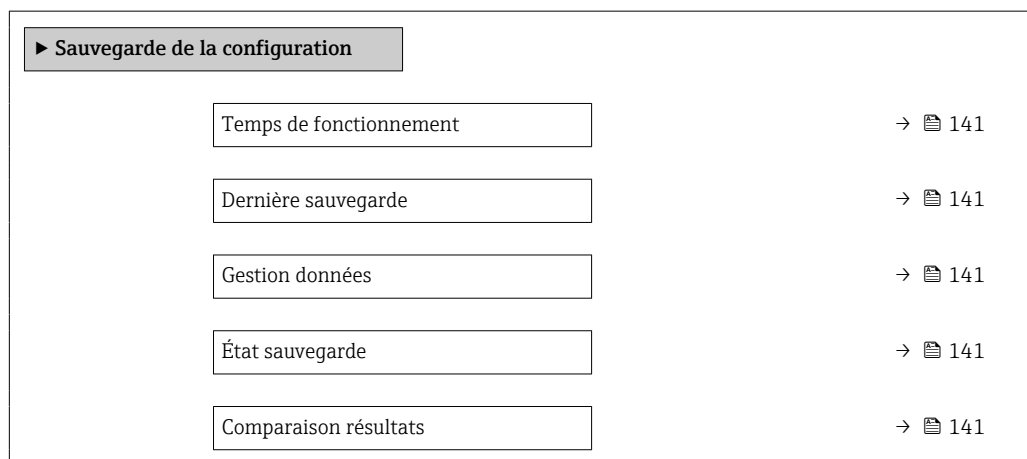 ▶ Sauvegarde de la configuration
Temps de fonctionnement → 141
Dernière sauvegarde → 141
Gestion données → 141
État sauvegarde → 141
Comparaison résultats → 141